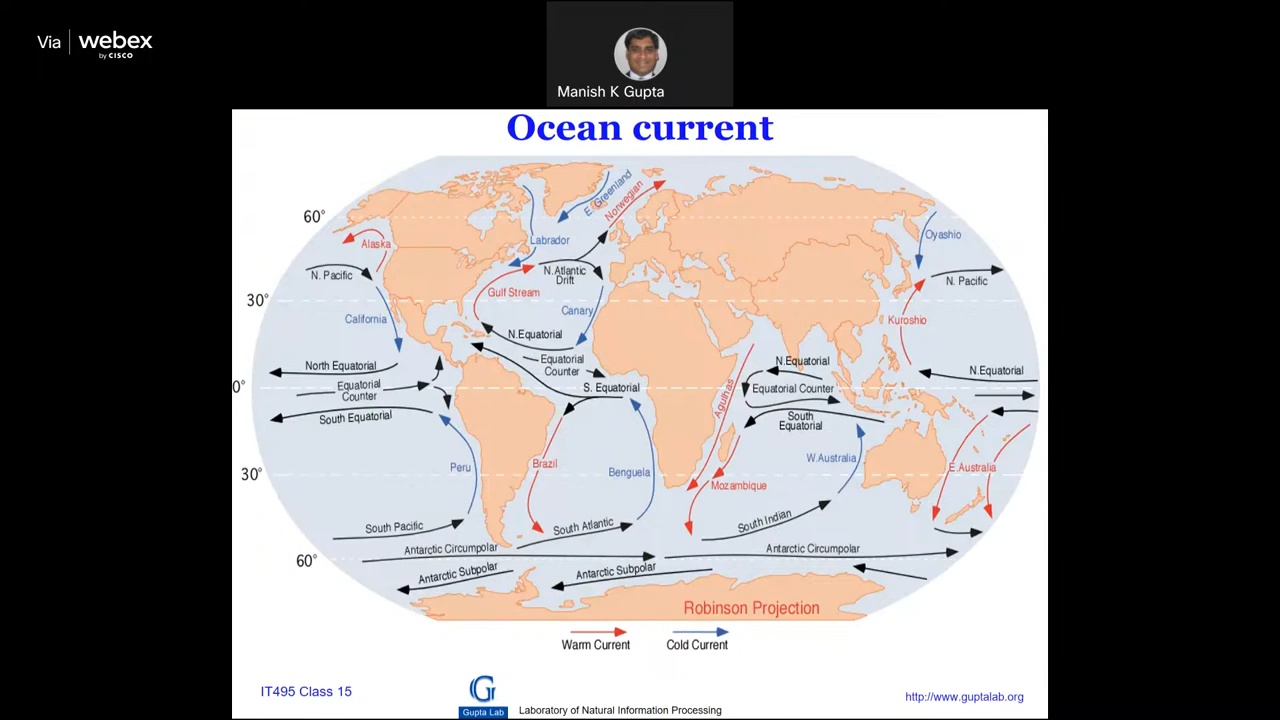 Via | webex
by CISCO
Manish K Gupta
Ocean current
60°
30°
0°
30°
60°
Alaska
N. Pacific
California
North Equatorial
Equatorial
Counter
South Equatorial
Peru
South Pacific
Antarctic Circumpolar
Antarctic Subpolar
Labrador
E. Greenland
Norwegian
N.Atlantic
Drift
Gulf Stream
Canary
N.Equatorial
Equatorial
Counter
S. Equatorial
Brazil
Benguela
South Atlantic
Antarctic Subpolar
Agulhas
Mozambique
N.Equatorial
Equatorial Counter
South
Equatorial
W.Australia
South Indian
Antarctic Circumpolar
Oyashio
N. Pacific
Kuroshio
N.Equatorial
E.Australia
Robinson Projection
Warm Current
Cold Current
IT495 Class 15
G
Gupta Lab
Laboratory of Natural Information Processing
http://www.guptalab.org